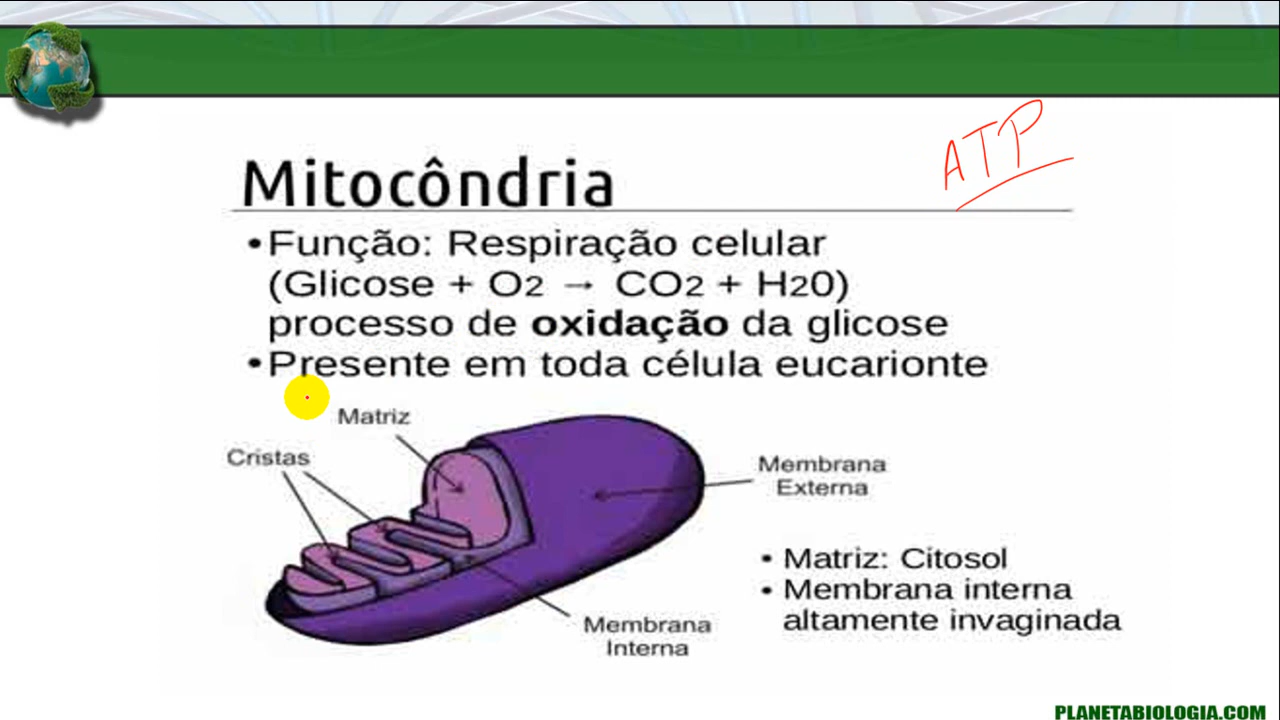 ATP
Mitocôndria
•Função: Respiração celular
(Glicose + O2 → CO2 + H20)
processo de oxidação da glicose
•Presente em toda célula eucarionte
Matriz
Cristas
Membrana
Externa
• Matriz: Citosol
• Membrana interna
altamente invaginada
Membrana
Interna
PLANETABIOLOGIA.COM